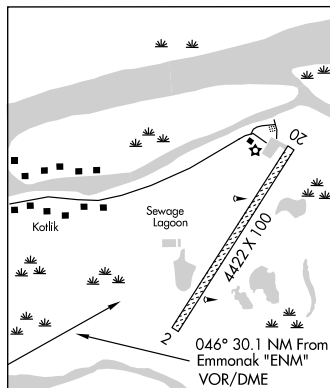 20
Kotlik
Sewage
Lagoon
4422 X 100
2
046° 30.1 NM From
Emmonak "ENM"
VOR/DME